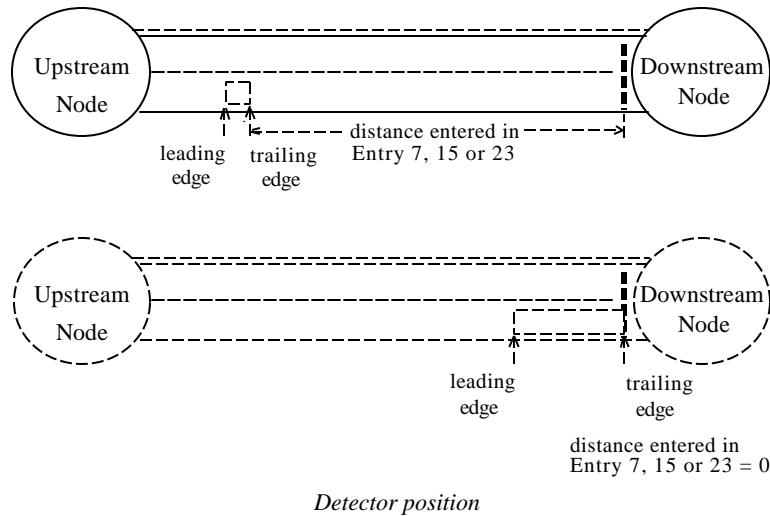 Upstream
Node
Downstream
Node
leading
edge
trailing
edge
distance entered in
Entry 7, 15 or 23
Upstream
Node
Downstream
Node
leading
edge
trailing
edge
distance entered in
Entry 7, 15 or 23 = 0
Detector position